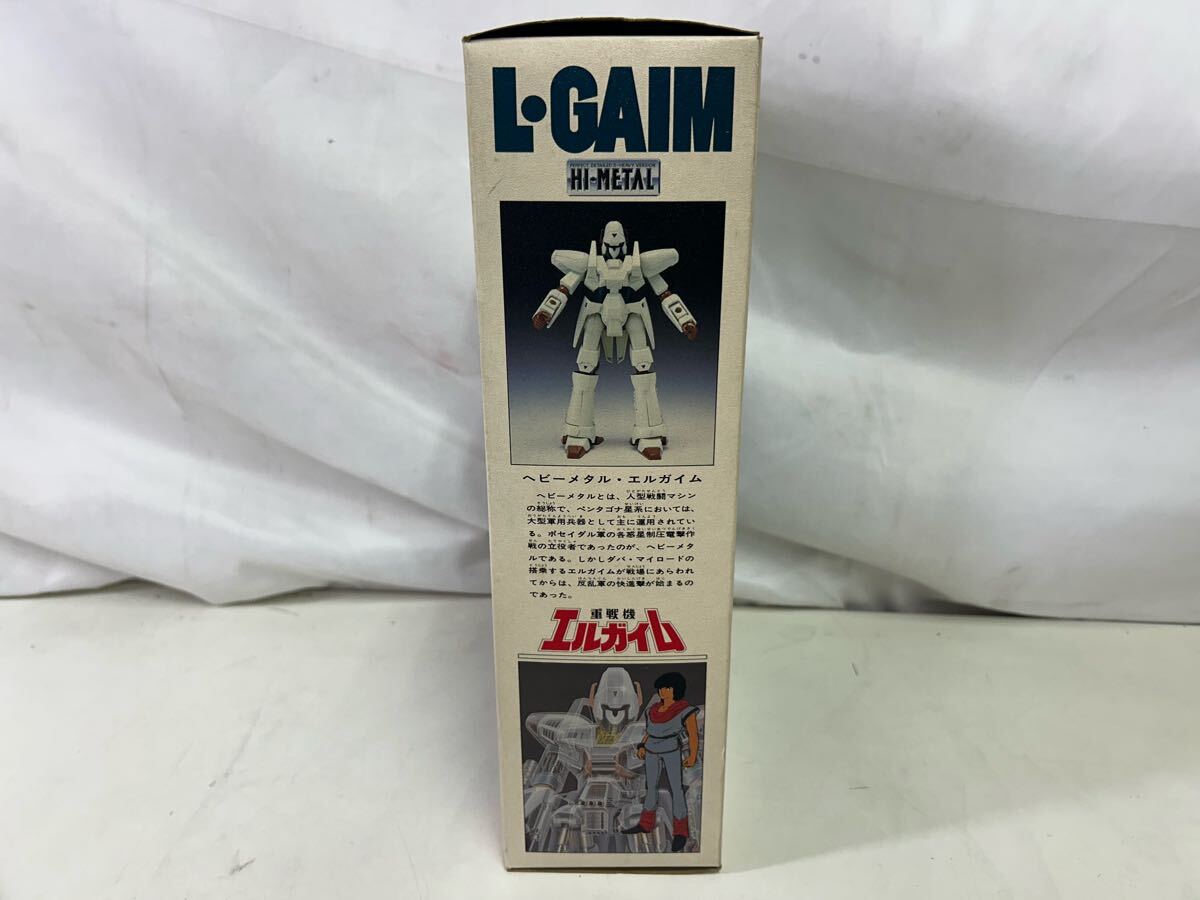 L·GAIM
PERFECT DETAILED & HEAVY VERSION
HI-METAL
ヘビーメタル・エルガイム
ヘビーメタルとは、人型戦闘マシン
の総称で、ペンタゴナ星系においては、
大型軍用兵器として主に運用されてい
る。ポセイダル軍の各惑星制圧電撃作
戦の立役者であったのが、ヘビーメタ
ルである。しかしダバ・マイロードの
搭乗するエルガイムが戦場にあらわれ
てからは、反乱軍の快進撃が始まるの
であった。
重戦機
エルガイム